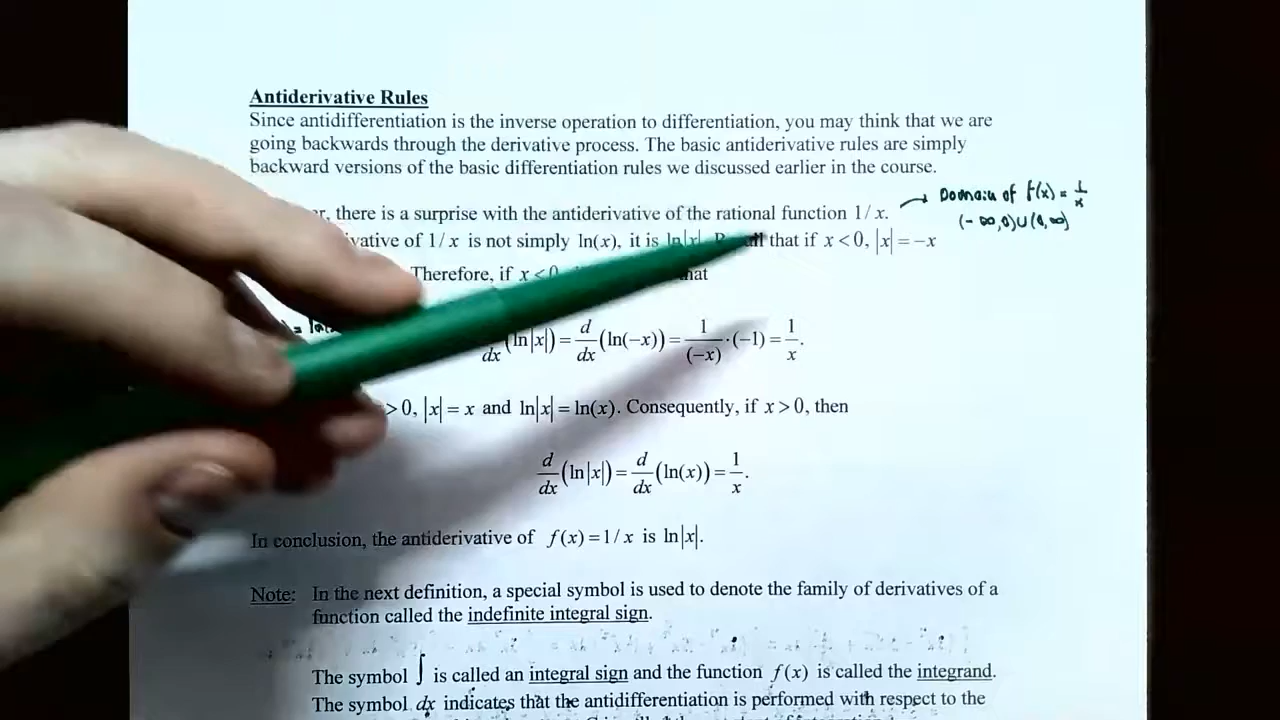 Antiderivative Rules
Since antidifferentiation is the inverse operation to differentiation, you may think that we are
going backwards through the derivative process. The basic antiderivative rules are simply
backward versions of the basic differentiation rules we discussed earlier in the course.
there is a surprise with the antiderivative of the rational function 1/x. → Domain of f(x) = 1/x
(-∞,0)∪(0,∞)
of 1/x is not simply ln(x), it is ln|x|. that if x < 0, |x| = −x
Therefore, if x < 0
d/dx (ln|x|) = d/dx (ln(−x)) = 1/(−x) · (−1) = 1/x.
> 0, |x| = x and ln|x| = ln(x). Consequently, if x > 0, then
d/dx (ln|x|) = d/dx (ln(x)) = 1/x.
In conclusion, the antiderivative of f(x) = 1/x is ln|x|.
Note: In the next definition, a special symbol is used to denote the family of derivatives of a
function called the indefinite integral sign.
The symbol ∫ is called an integral sign and the function f(x) is called the integrand.
The symbol dx indicates that the antidifferentiation is performed with respect to the